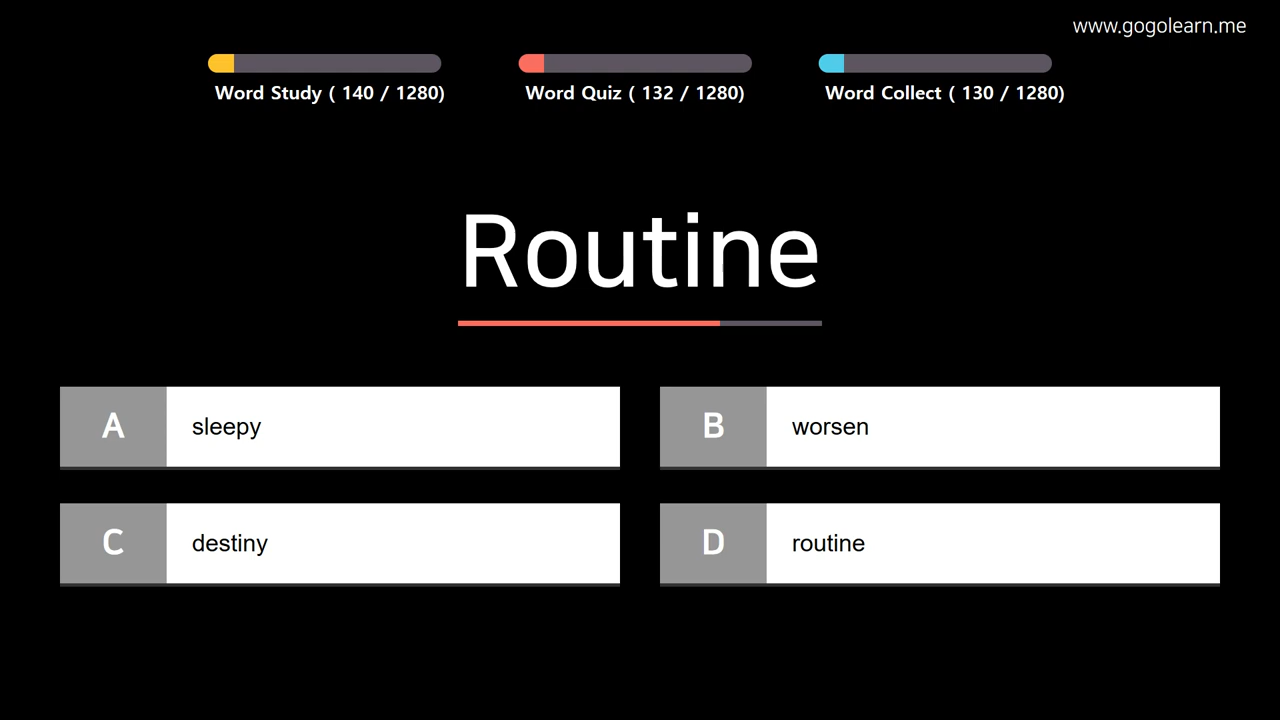 www.gogolearn.me
Word Study ( 140 / 1280)
Word Quiz ( 132 / 1280)
Word Collect ( 130 / 1280)
Routine
A
sleepy
B
worsen
C
destiny
D
routine